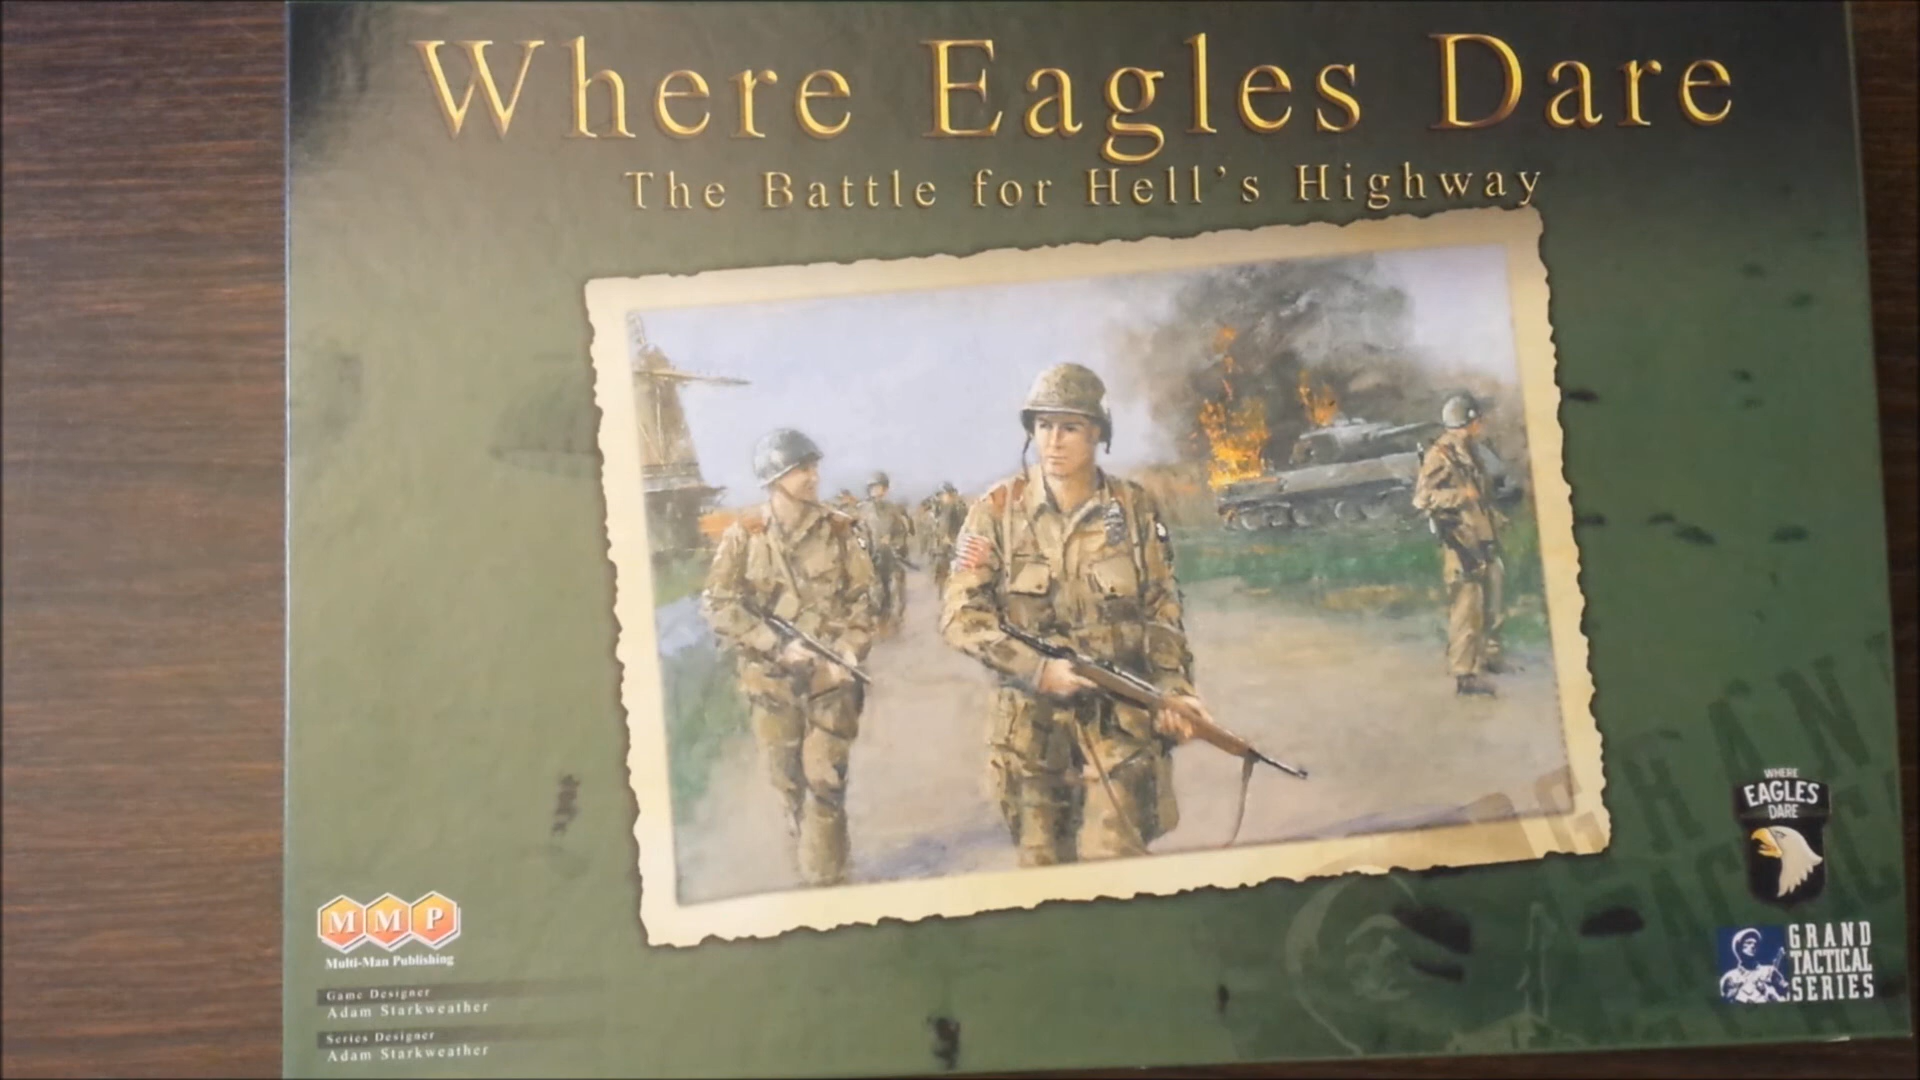 Where Eagles Dare
The Battle for Hell's Highway
WHERE
EAGLES
DARE
MMP
Multi-Man Publishing
GRAND
TACTICAL
SERIES
Game Designer
Adam Starkweather
Series Designer
Adam Starkweather